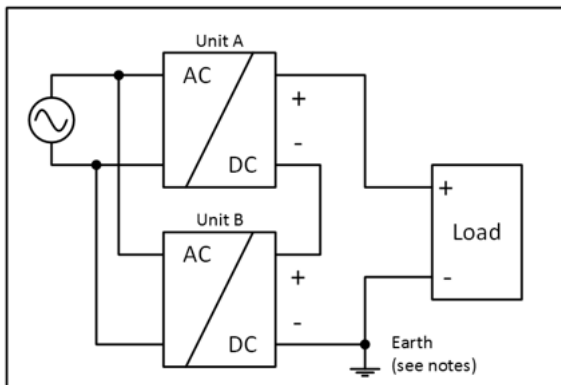 Unit A
AC
+
-
DC
Unit B
AC
+
-
DC
+
Load
-
Earth
(see notes)